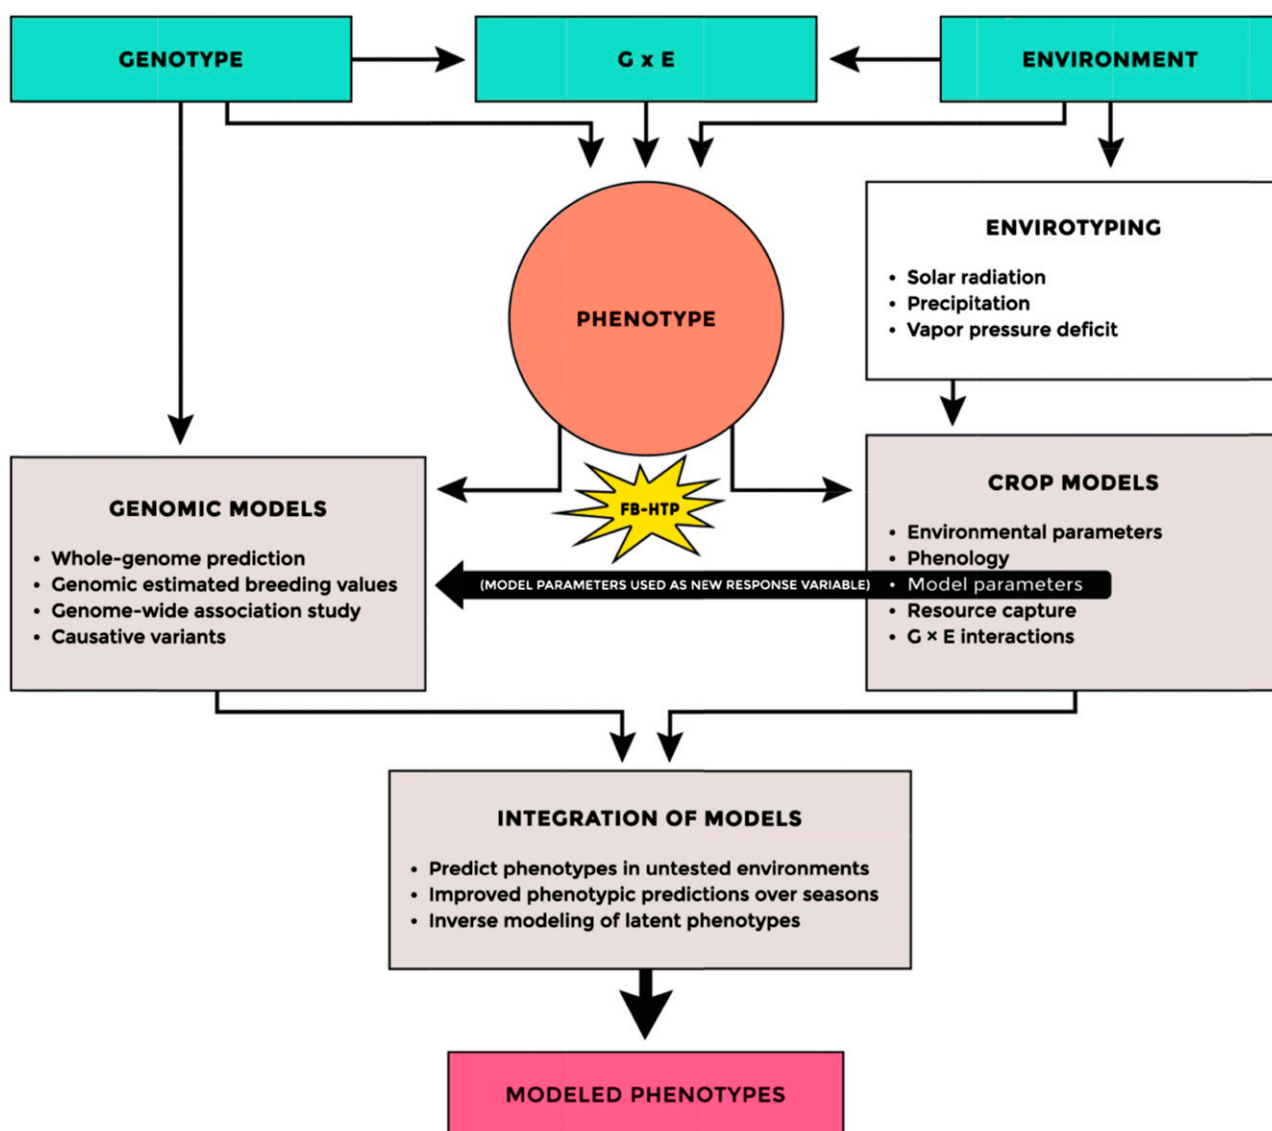 GENOTYPE
G x E
ENVIRONMENT
ENVIROTYPING
• Solar radiation
• Precipitation
• Vapor pressure deficit
PHENOTYPE
FB-HTP
GENOMIC MODELS
• Whole-genome prediction
• Genomic estimated breeding values
• Genome-wide association study
• Causative variants
(MODEL PARAMETERS USED AS NEW RESPONSE VARIABLE)
CROP MODELS
• Environmental parameters
• Phenology
• Model parameters
• Resource capture
• G × E interactions
INTEGRATION OF MODELS
• Predict phenotypes in untested environments
• Improved phenotypic predictions over seasons
• Inverse modeling of latent phenotypes
MODELED PHENOTYPES